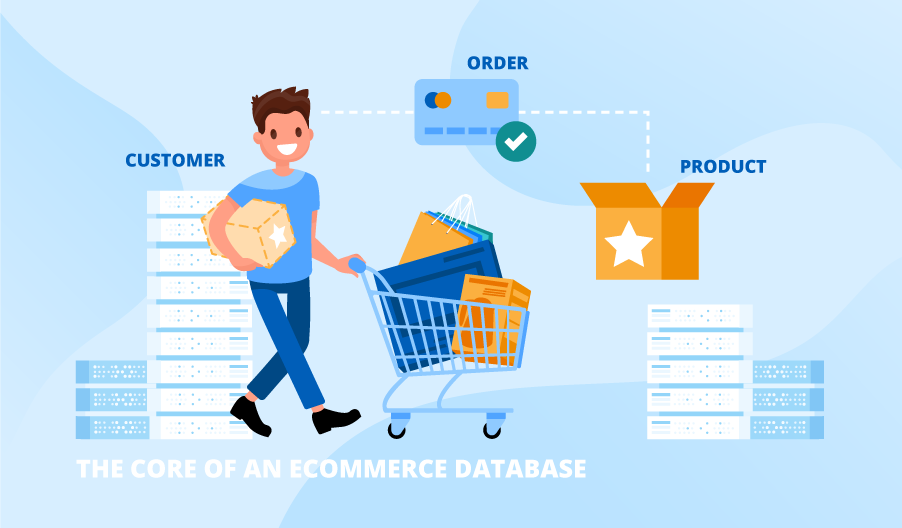 ORDER
CUSTOMER
PRODUCT
THE CORE OF AN ECOMMERCE DATABASE